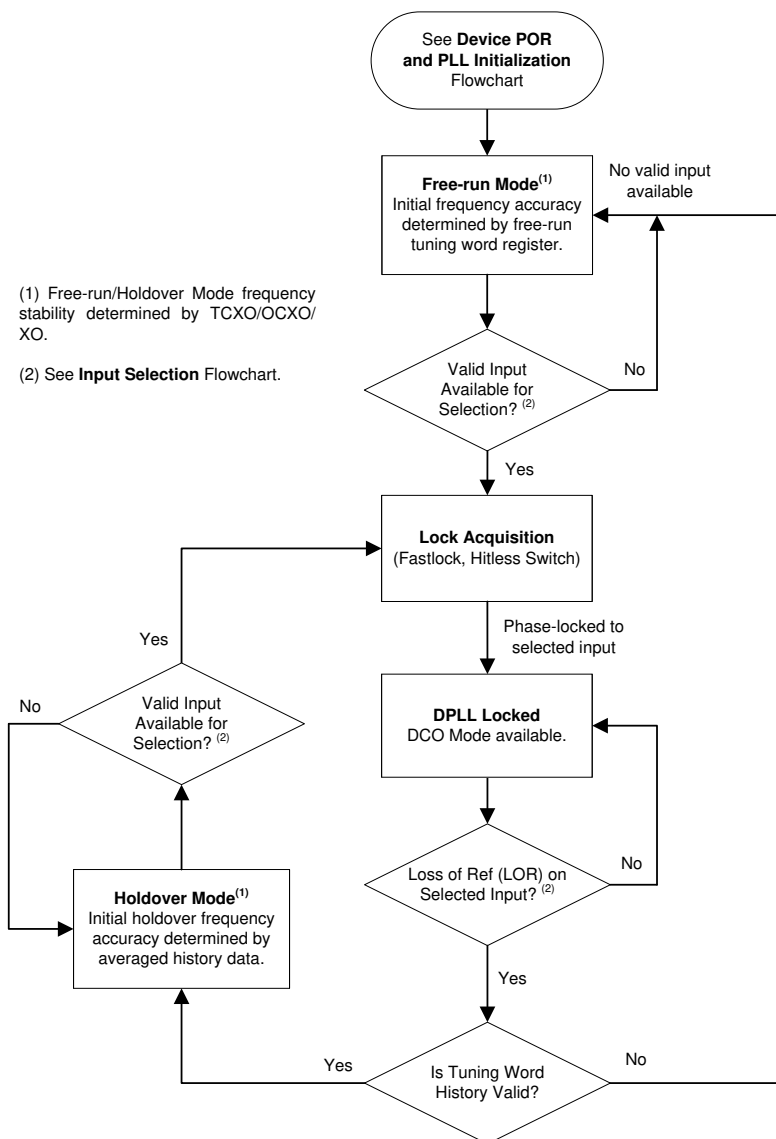 See Device POR
and PLL Initialization
Flowchart
Free-run Mode(1)
Initial frequency accuracy
determined by free-run
tuning word register.
No valid input
available
(1) Free-run/Holdover Mode frequency
stability determined by TCXO/OCXO/
XO.
(2) See Input Selection Flowchart.
Valid Input
Available for
Selection? (2)
No
Yes
Lock Acquisition
(Fastlock, Hitless Switch)
Yes
Phase-locked to
selected input
No
Valid Input
Available for
Selection? (2)
DPLL Locked
DCO Mode available.
Loss of Ref (LOR) on
Selected Input? (2)
No
Holdover Mode(1)
Initial holdover frequency
accuracy determined by
averaged history data.
Yes
Yes
Is Tuning Word
History Valid?
No